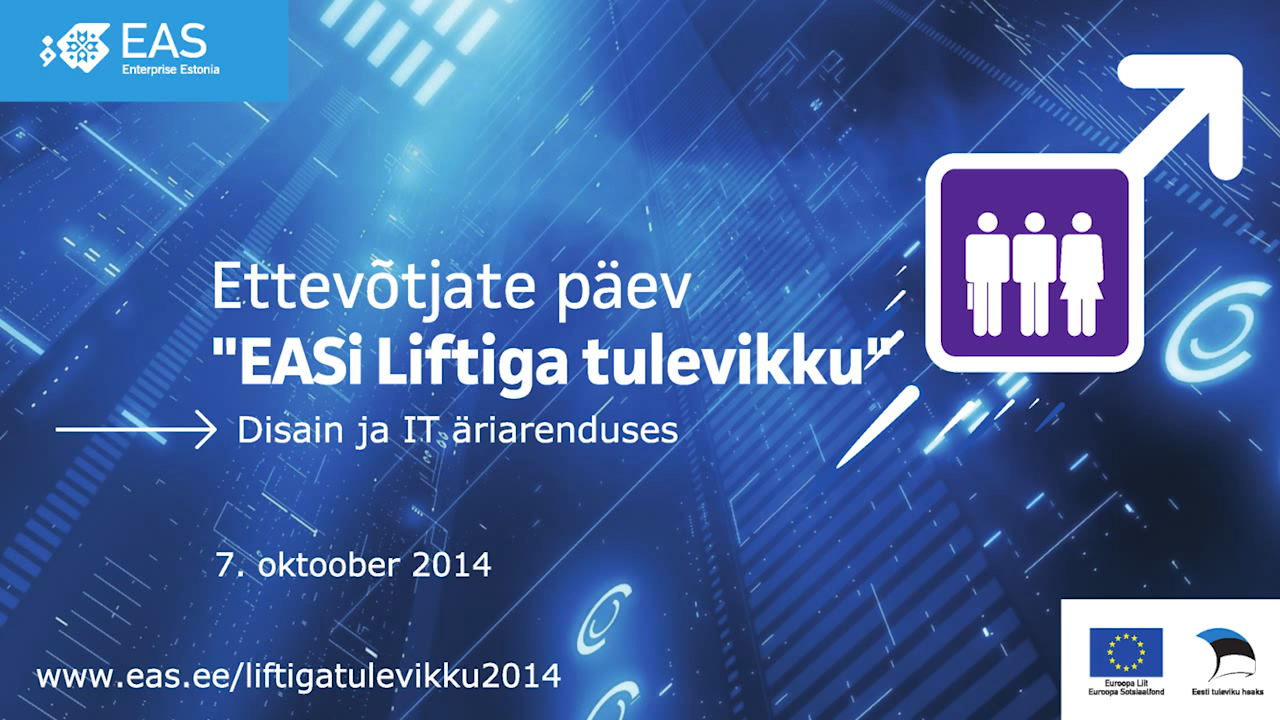 EAS
Enterprise Estonia
Ettevõtjate päev
"EASi Liftiga tulevikku"
Disain ja IT äriarenduses
7. oktoober 2014
www.eas.ee/liftigatulevikku2014
Euroopa Liit
Euroopa Sotsiaalfond
Eesti tuleviku heaks